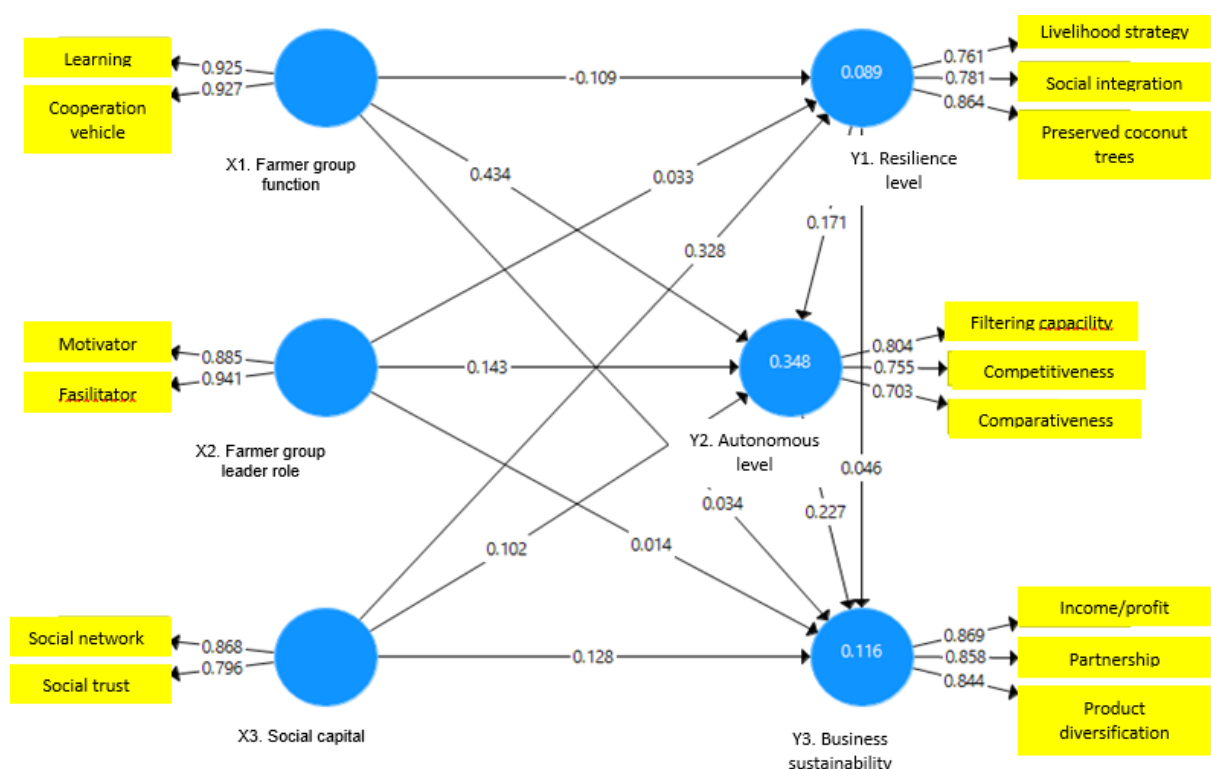 Learning
0.925
0.927
Cooperation
vehicle
X1. Farmer group
function
-0.109
0.434
0.089
0.761
0.781
0.864
Livelihood strategy
Social integration
Preserved coconut
trees
Y1. Resilience
level
0.033
0.328
0.171
Motivator
0.885
0.941
Fasilitator
X2. Farmer group
leader role
0.143
0.348
0.804
0.755
0.703
Filtering capacility
Competitiveness
Comparativeness
Y2. Autonomous
level
0.046
0.034
0.227
0.102
0.014
Social network
0.868
0.796
Social trust
X3. Social capital
0.128
0.116
0.869
0.858
0.844
Income/profit
Partnership
Product
diversification
Y3. Business
sustainability